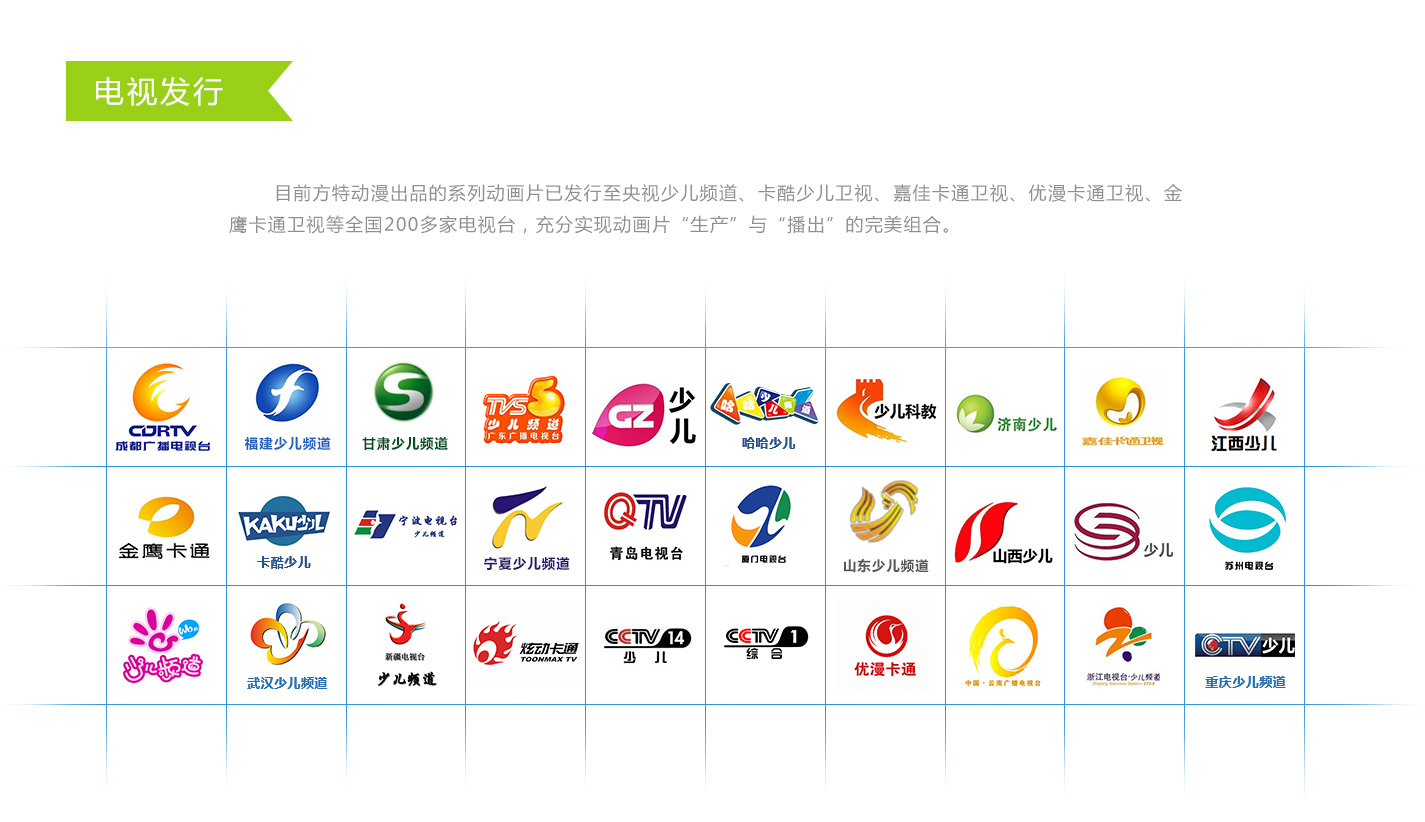 电视发行
目前方特动漫出品的系列动画片已发行至央视少儿频道、卡酷少儿卫视、嘉佳卡通卫视、优漫卡通卫视、金
鹰卡通卫视等全国200多家电视台，充分实现动画片“生产”与“播出”的完美组合。
CDRTV
成都广播电视台
福建少儿频道
S
甘肃少儿频道
TVS5
少儿频道
广东广播电视台
GZ
少儿
哈哈少儿频道
哈哈少儿
少儿科教
济南少儿
嘉佳卡通卫视
江西少儿
金鹰卡通
KAKU少儿
卡酷少儿
宁波电视台
少儿频道
宁夏少儿频道
QTV
青岛电视台
厦门电视台
山东少儿频道
山西少儿
少儿
苏州电视台
少儿频道
武汉少儿频道
新疆电视台
少儿频道
炫动卡通
TOONMAX TV
CCTV 14
少儿
CCTV 1
综合
优漫卡通
中国·云南广播电视台
浙江电视台·少儿频道
CTV少儿
重庆少儿频道